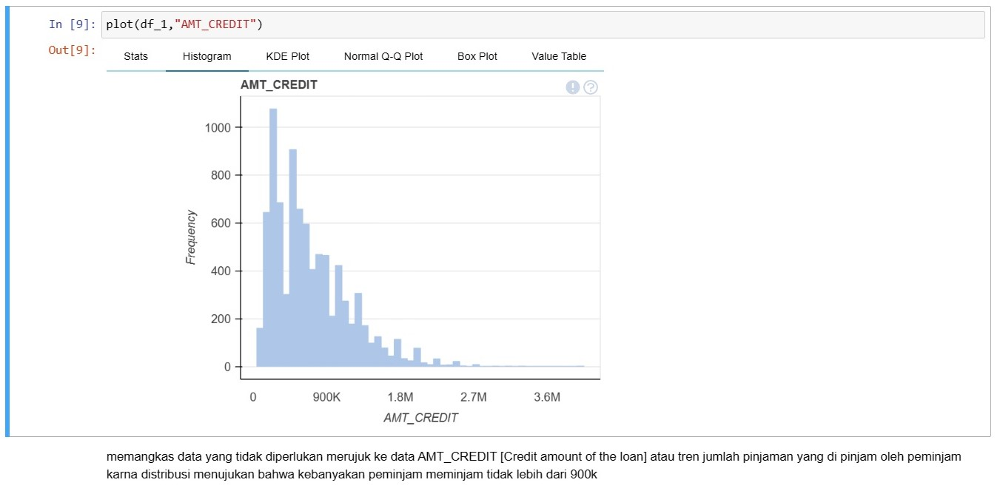 In [9]: plot(df_1,"AMT_CREDIT")
Out[9]:
Stats Histogram KDE Plot Normal Q-Q Plot Box Plot Value Table
AMT_CREDIT
! ?
1000
800
600
400
200
0
Frequency
0 900K 1.8M 2.7M 3.6M
AMT_CREDIT
memangkas data yang tidak diperlukan merujuk ke data AMT_CREDIT [Credit amount of the loan] atau tren jumlah pinjaman yang di pinjam oleh peminjam
karna distribusi menujukan bahwa kebanyakan peminjam meminjam tidak lebih dari 900k